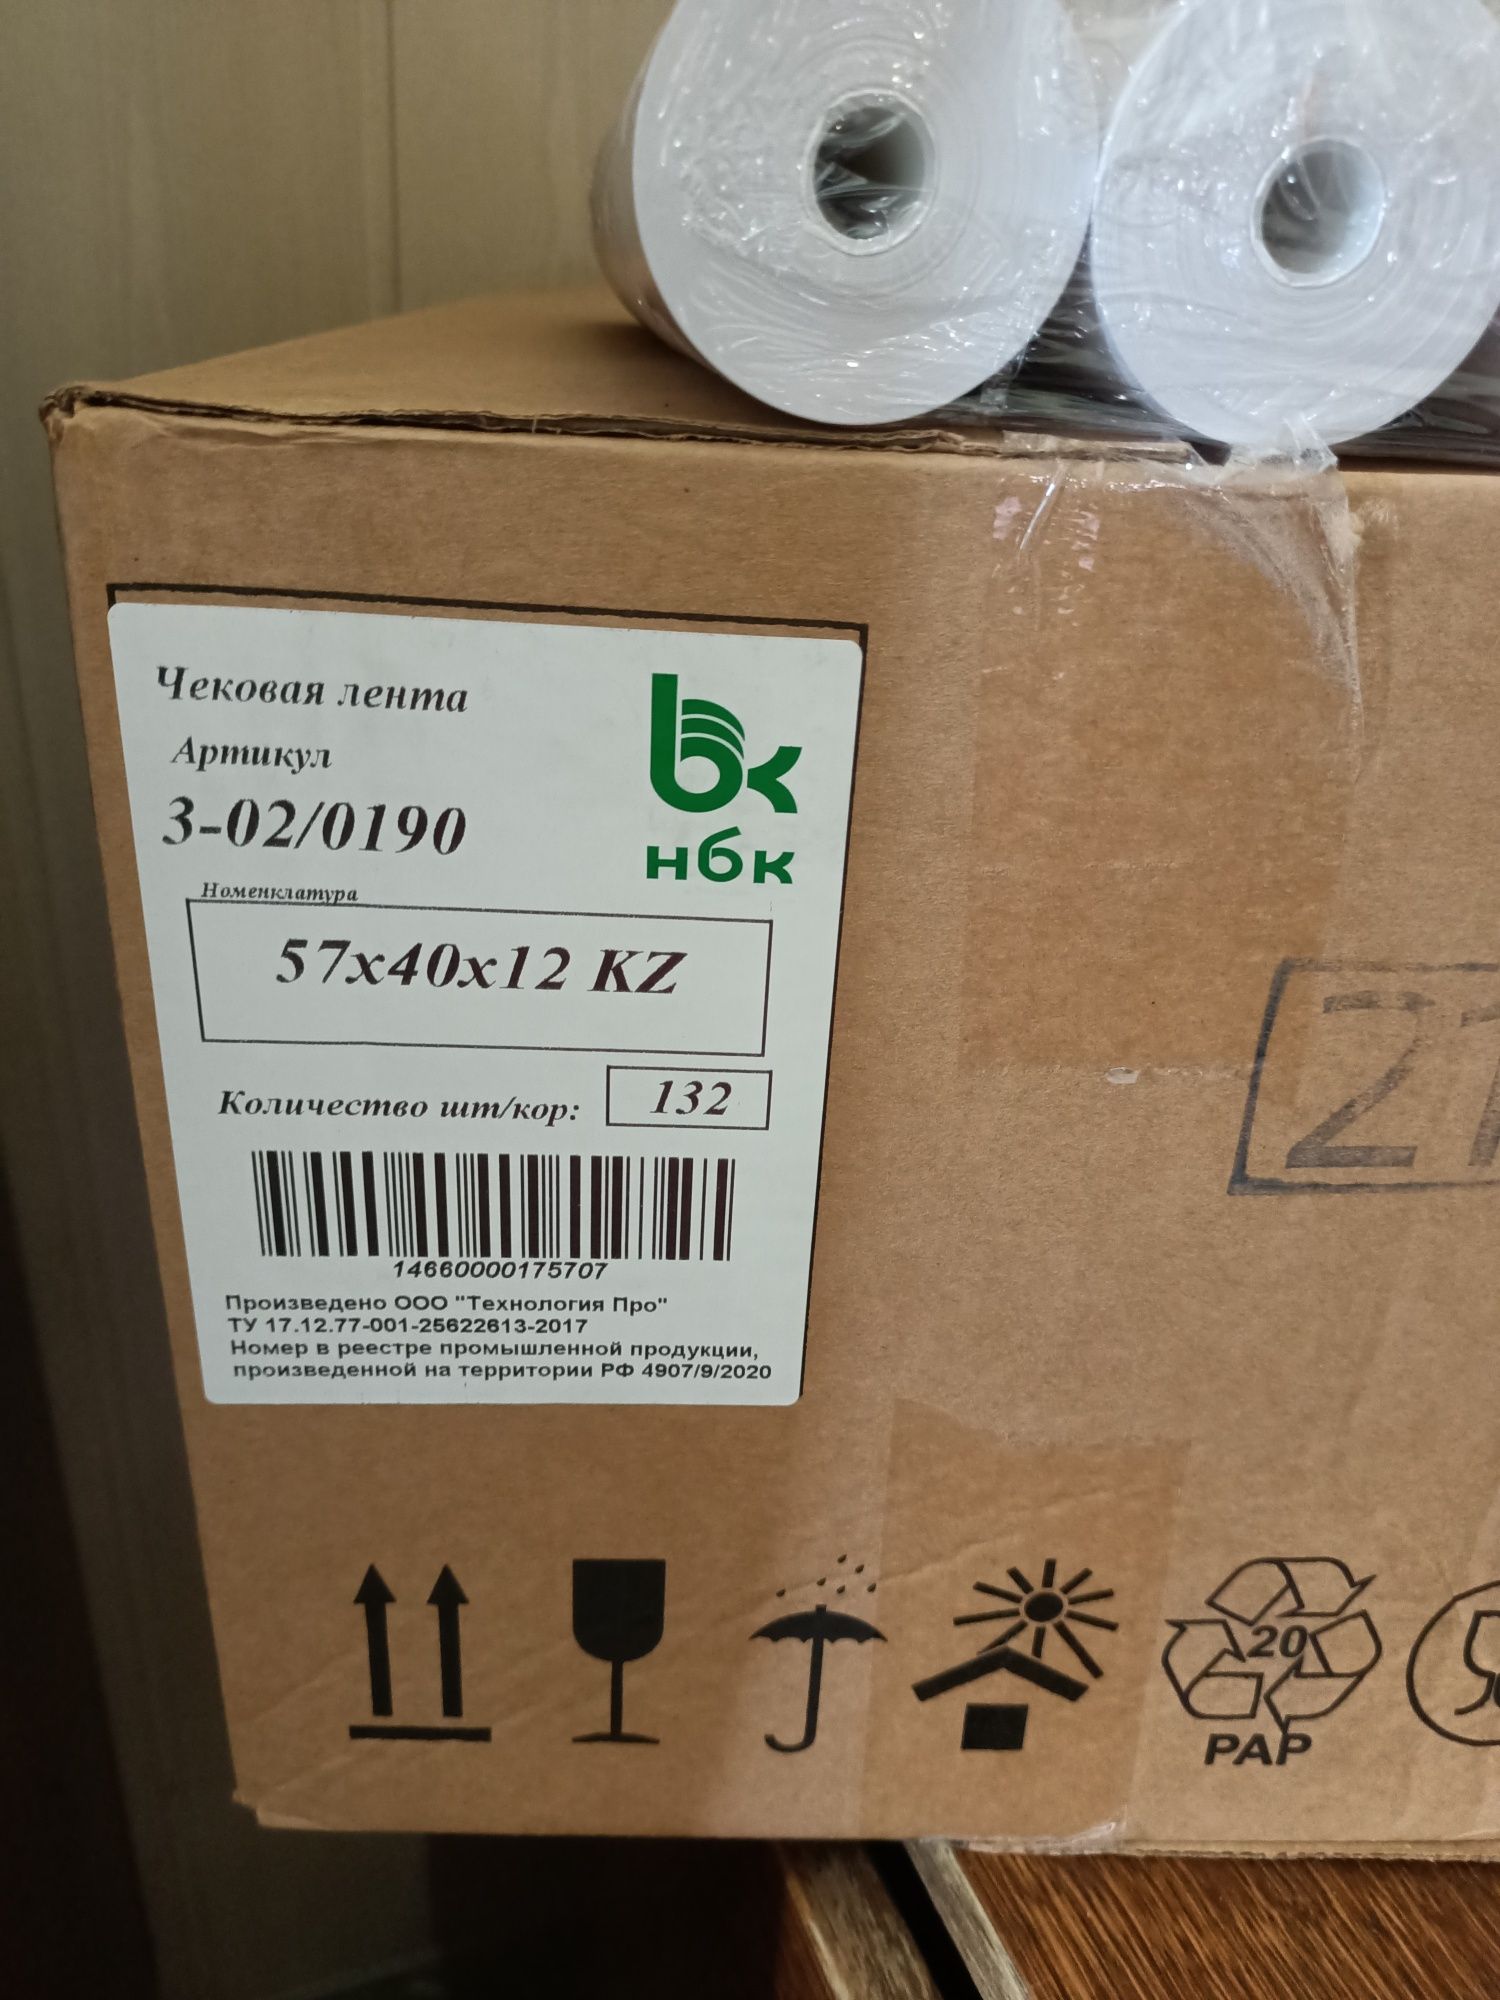 Чековая лента
Артикул
3-02/0190
нбк
Номенклатура
57x40x12 KZ
Количество шт/кор: 132
14660000175707
Произведено ООО "Технология Про"
ТУ 17.12.77-001-25622613-2017
Номер в реестре промышленной продукции,
произведенной на территории РФ 4907/9/2020
20
PAP